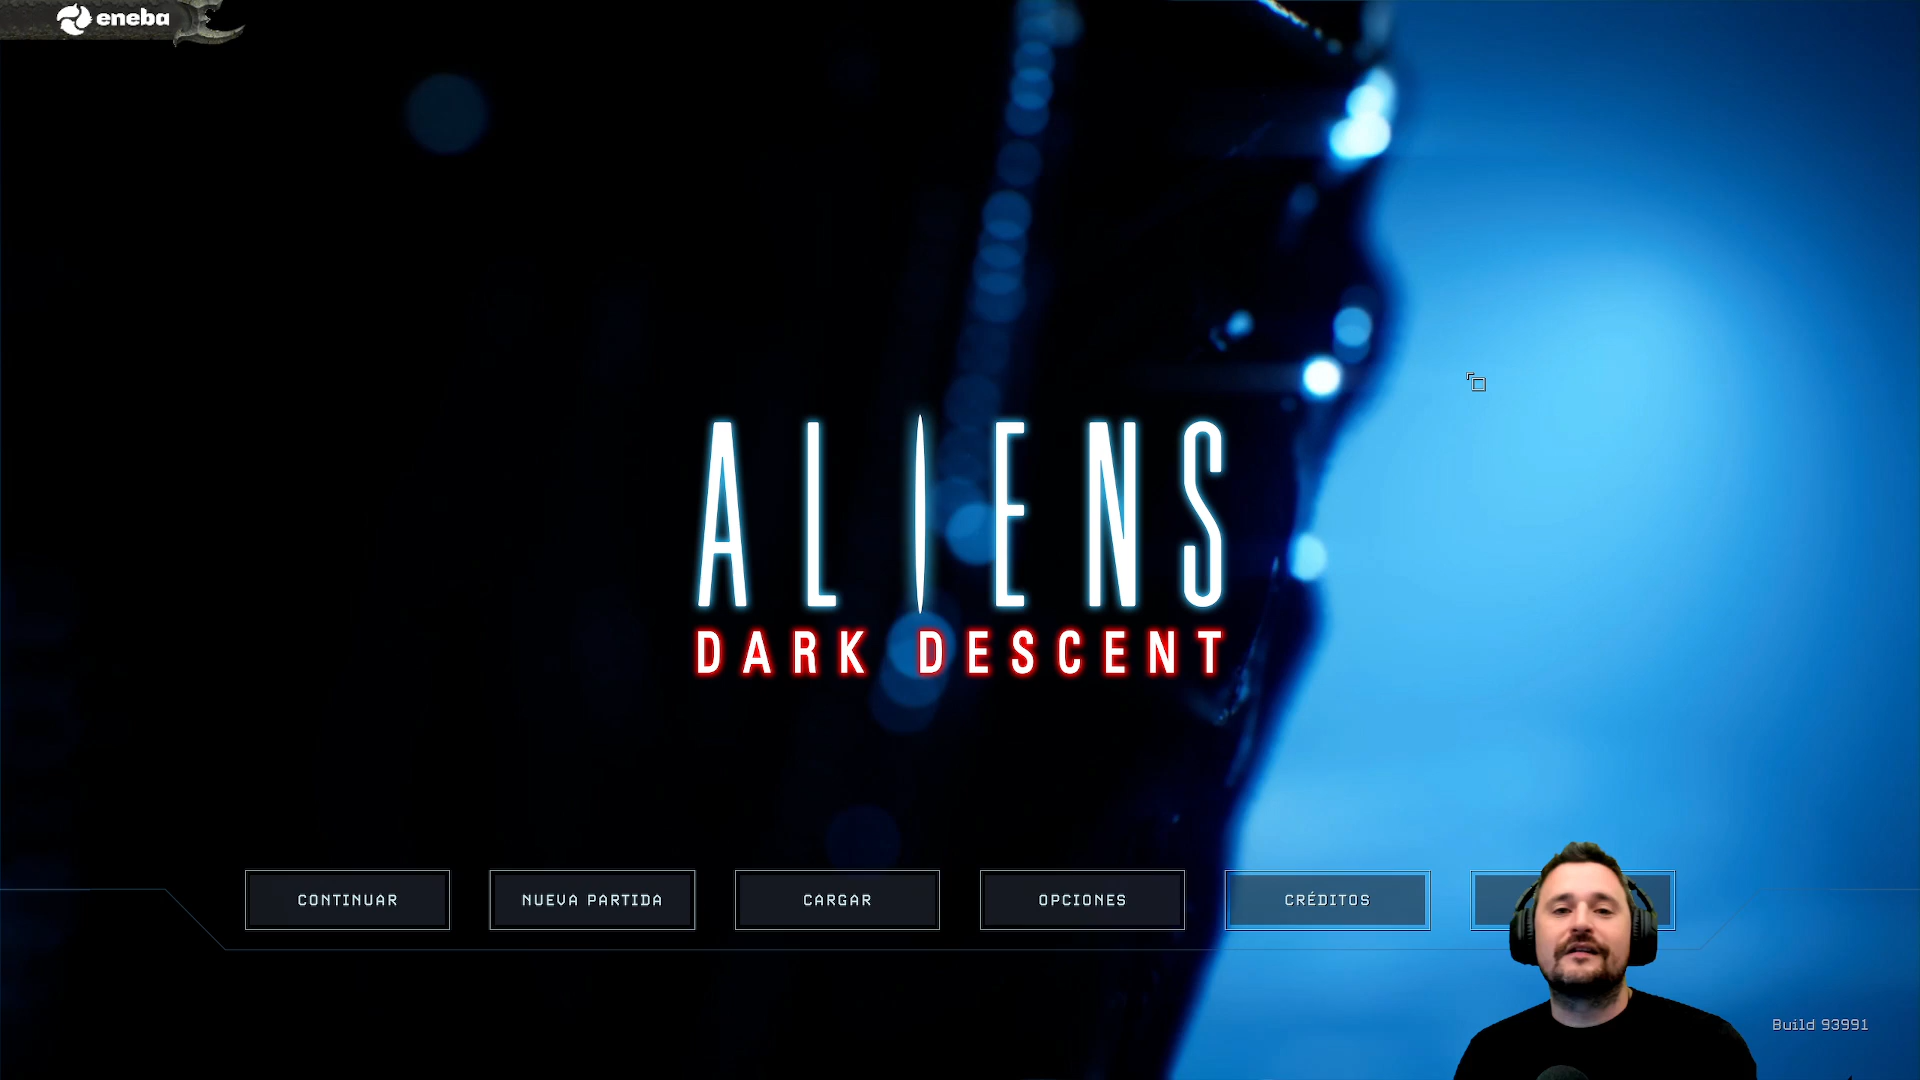 eneba
ALIENS
DARK DESCENT
CONTINUAR
NUEVA PARTIDA
CARGAR
OPCIONES
CRÉDITOS
Build 93991